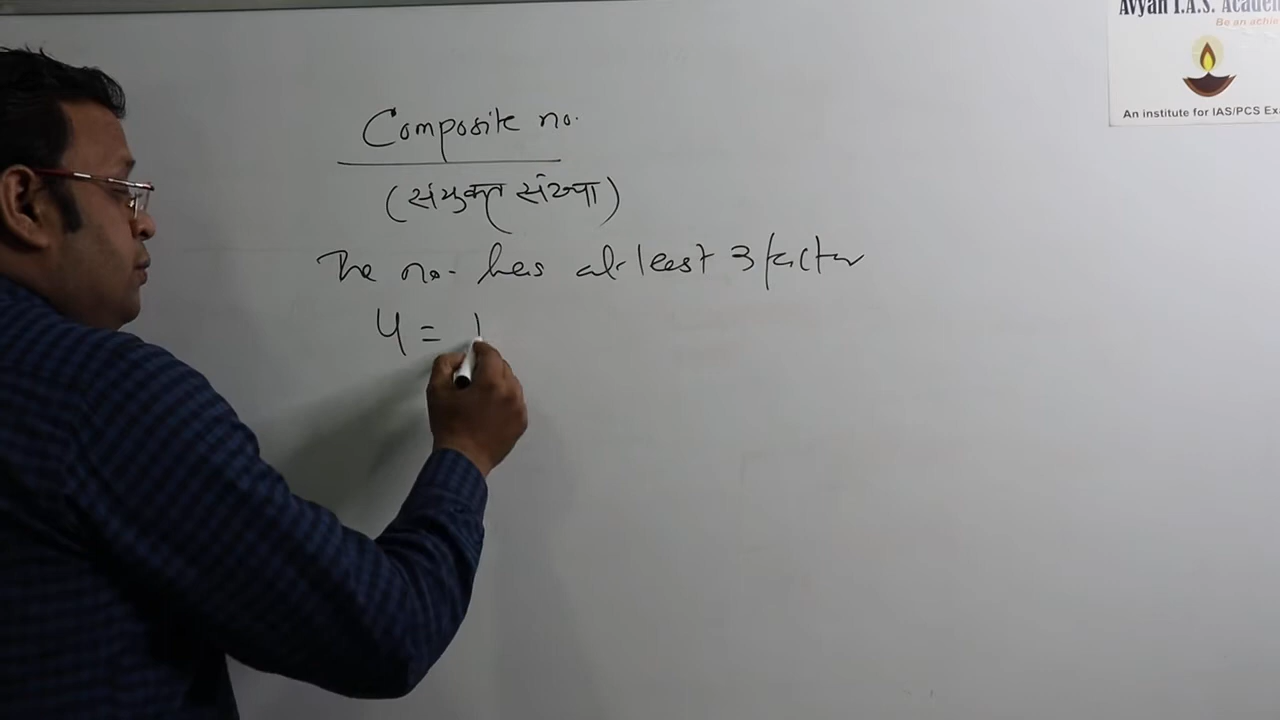 Avyan I.A.S. Academ
Be an achie
An institute for IAS/PCS Ex
Composite no.
(संयुक्त संख्या)
The no. has at least 3 factor
4 = 1